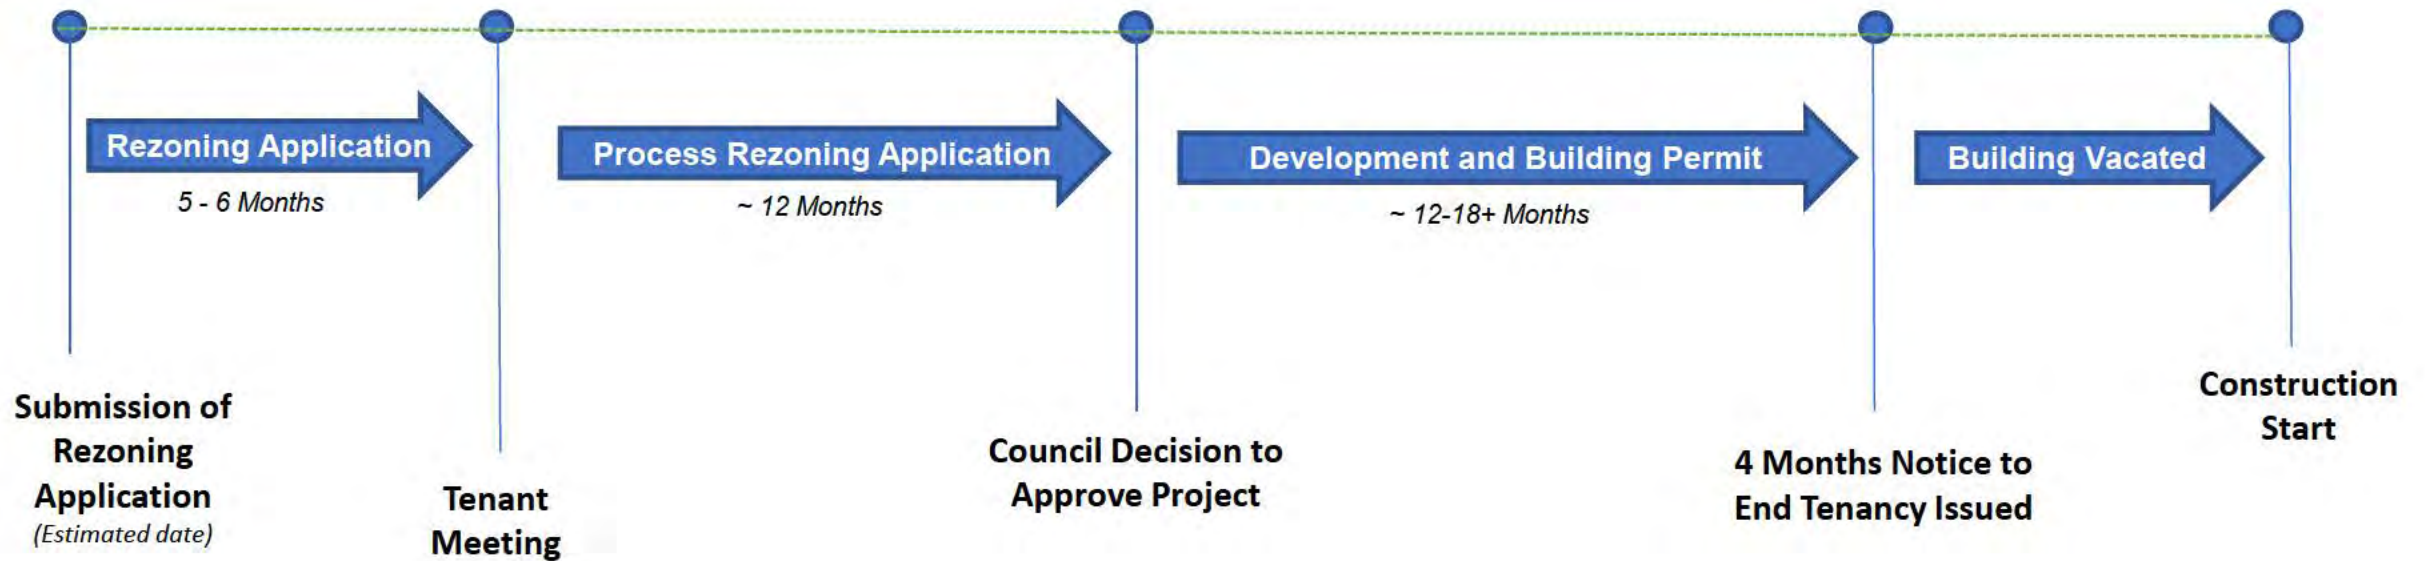 Rezoning Application
5 - 6 Months
Process Rezoning Application
~ 12 Months
Development and Building Permit
~ 12-18+ Months
Building Vacated
Submission of
Rezoning
Application
(Estimated date)
Tenant
Meeting
Council Decision to
Approve Project
4 Months Notice to
End Tenancy Issued
Construction
Start